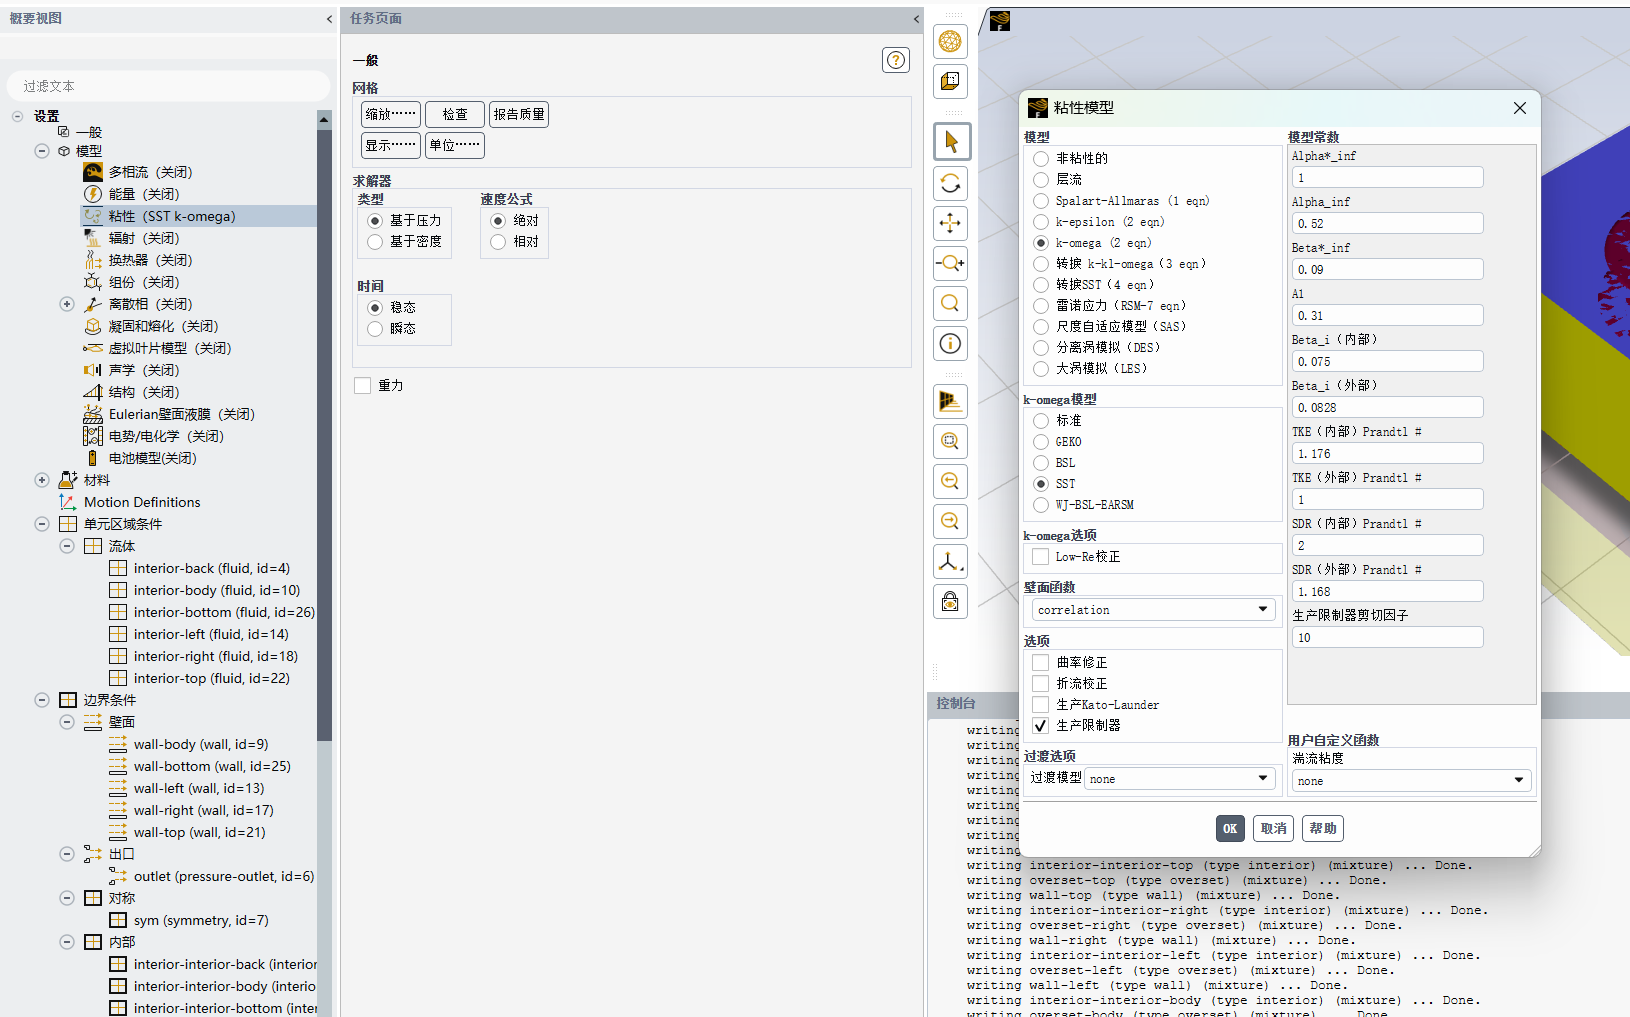 概要视图
<
过滤文本
设置
一般
模型
多相流 (关闭)
能量 (关闭)
粘性 (SST k-omega)
辐射 (关闭)
换热器 (关闭)
组份 (关闭)
离散相 (关闭)
凝固和熔化 (关闭)
虚拟叶片模型 (关闭)
声学 (关闭)
结构 (关闭)
Eulerian壁面液膜 (关闭)
电势/电化学 (关闭)
电池模型(关闭)
材料
Motion Definitions
单元区域条件
流体
interior-back (fluid, id=4)
interior-body (fluid, id=10)
interior-bottom (fluid, id=26)
interior-left (fluid, id=14)
interior-right (fluid, id=18)
interior-top (fluid, id=22)
边界条件
壁面
wall-body (wall, id=9)
wall-bottom (wall, id=25)
wall-left (wall, id=13)
wall-right (wall, id=17)
wall-top (wall, id=21)
出口
outlet (pressure-outlet, id=6)
对称
sym (symmetry, id=7)
内部
interior-interior-back (interior
interior-interior-body (interio
interior-interior-bottom (inter
任务页面
<
一般
?
网格
缩放…… 检查 报告质量
显示…… 单位……
求解器
类型 速度公式
基于压力 绝对
基于密度 相对
时间
稳态
瞬态
重力
粘性模型
模型
非粘性的
层流
Spalart-Allmaras (1 eqn)
k-epsilon (2 eqn)
k-omega (2 eqn)
转捩 k-kl-omega (3 eqn)
转捩SST (4 eqn)
雷诺应力 (RSM-7 eqn)
尺度自适应模型 (SAS)
分离涡模拟 (DES)
大涡模拟 (LES)
k-omega模型
标准
GEKO
BSL
SST
WJ-BSL-EARSM
k-omega选项
Low-Re校正
壁面函数
correlation
选项
曲率修正
折流校正
生产Kato-Launder
生产限制器
过渡选项
过渡模型 none
模型常数
Alpha*_inf
1
Alpha_inf
0.52
Beta*_inf
0.09
A1
0.31
Beta_i (内部)
0.075
Beta_i (外部)
0.0828
TKE (内部) Prandtl #
1.176
TKE (外部) Prandtl #
1
SDR (内部) Prandtl #
2
SDR (外部) Prandtl #
1.168
生产限制器剪切因子
10
用户自定义函数
湍流粘度
none
OK 取消 帮助
控制台
writing
writing
writing
writing
writing
writing
writing
writing
writing
writing interior-interior-top (type interior) (mixture) ... Done.
writing overset-top (type overset) (mixture) ... Done.
writing wall-top (type wall) (mixture) ... Done.
writing interior-interior-right (type interior) (mixture) ... Done.
writing overset-right (type overset) (mixture) ... Done.
writing wall-right (type wall) (mixture) ... Done.
writing interior-interior-left (type interior) (mixture) ... Done.
writing overset-left (type overset) (mixture) ... Done.
writing wall-left (type wall) (mixture) ... Done.
writing interior-interior-body (type interior) (mixture) ... Done.
writing overset-body (type overset) (mixture) ... Done.